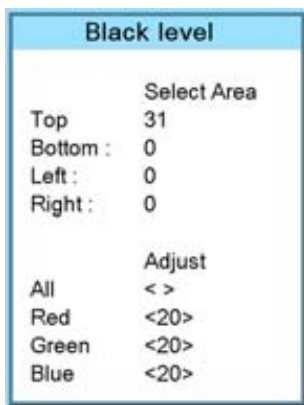 Black level
Select Area
Top 31
Bottom : 0
Left : 0
Right : 0
Adjust
All < >
Red <20>
Green <20>
Blue <20>